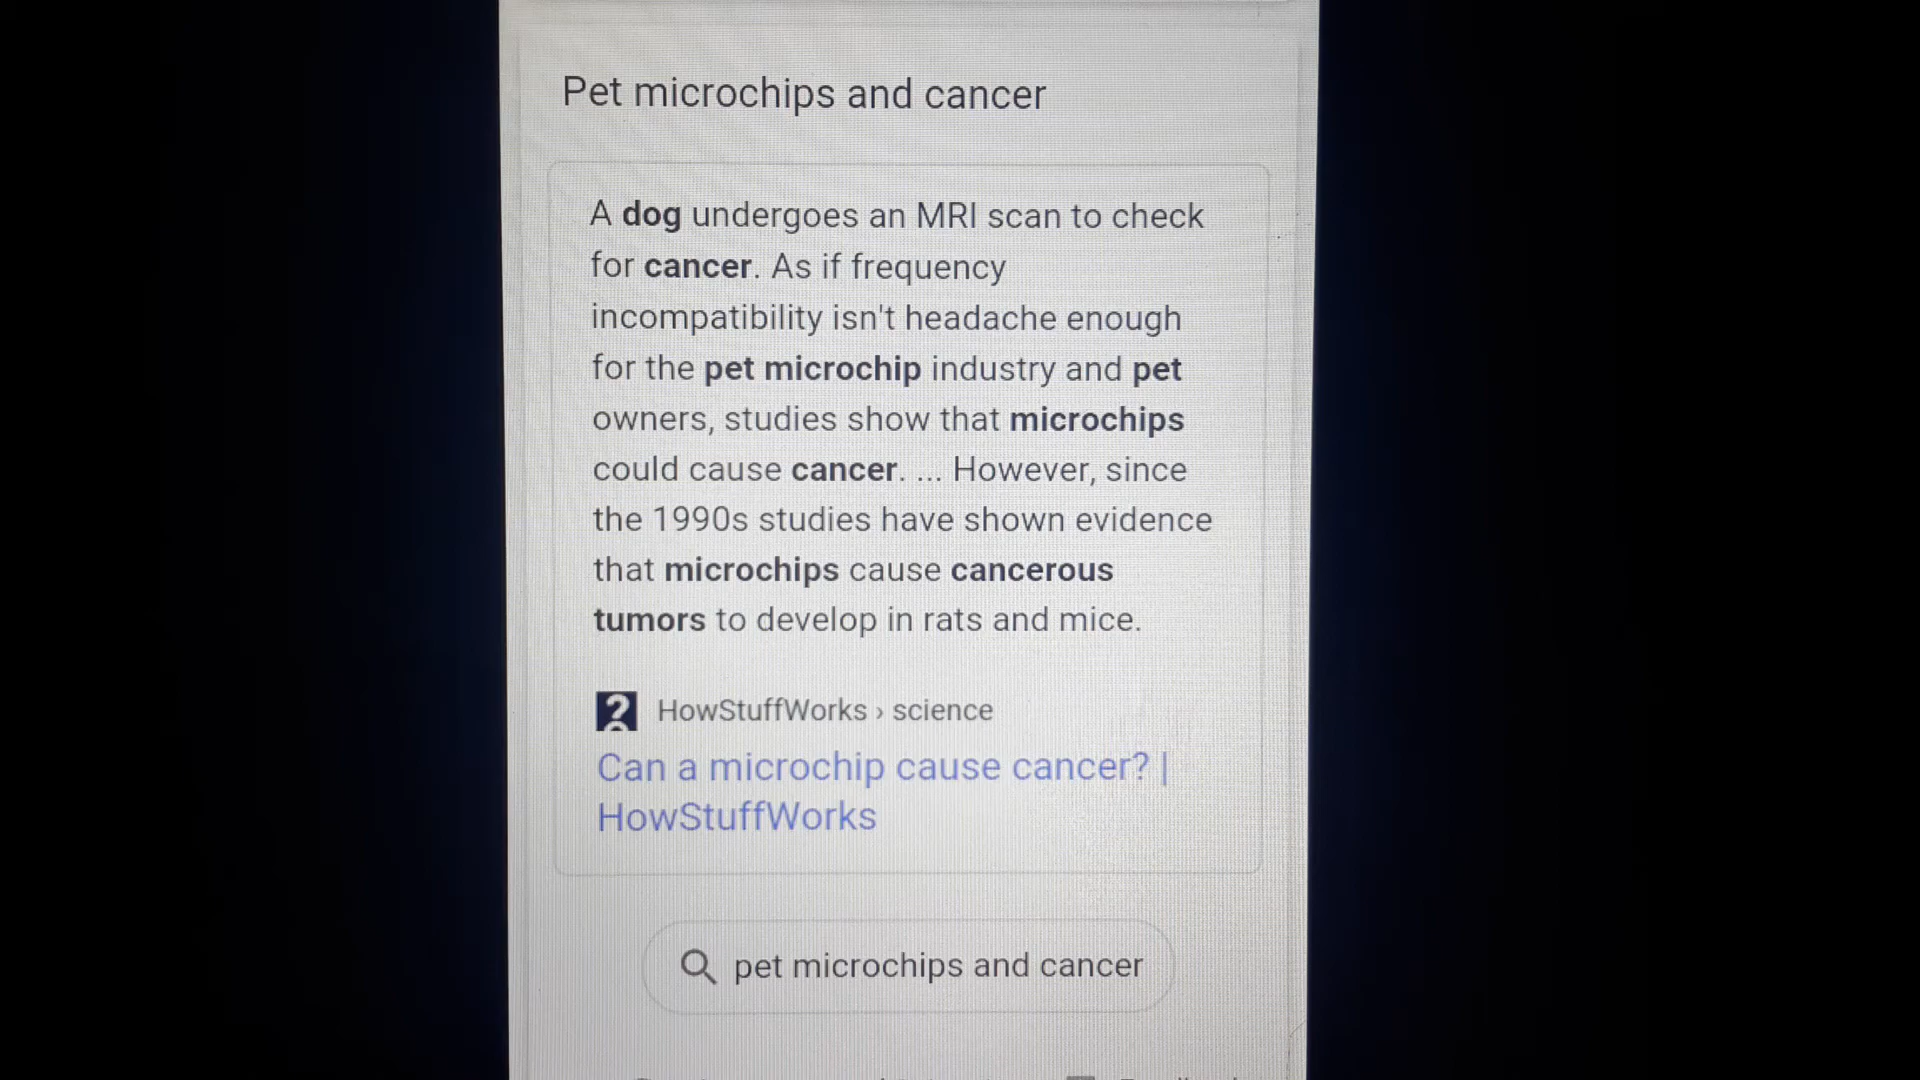 Pet microchips and cancer
A dog undergoes an MRI scan to check
for cancer. As if frequency
incompatibility isn't headache enough
for the pet microchip industry and pet
owners, studies show that microchips
could cause cancer. ... However, since
the 1990s studies have shown evidence
that microchips cause cancerous
tumors to develop in rats and mice.
HowStuffWorks › science
Can a microchip cause cancer? |
HowStuffWorks
pet microchips and cancer